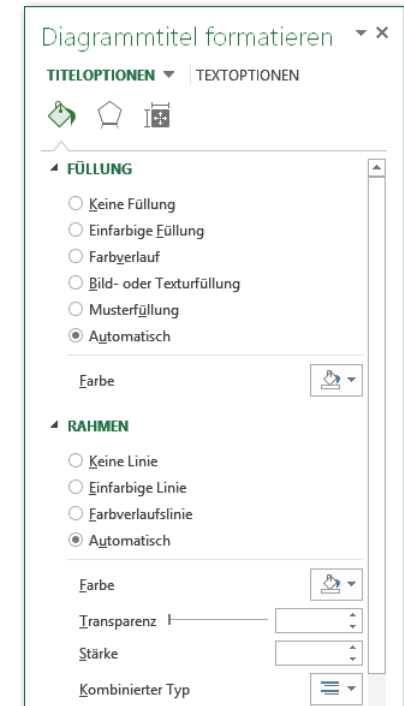 Diagrammtitel formatieren
TITELOPTIONEN TEXTOPTIONEN
FÜLLUNG
Keine Füllung
Einfarbige Füllung
Farbverlauf
Bild- oder Texturfüllung
Musterfüllung
Automatisch
Farbe
RAHMEN
Keine Linie
Einfarbige Linie
Farbverlaufslinie
Automatisch
Farbe
Transparenz
Stärke
Kombinierter Typ